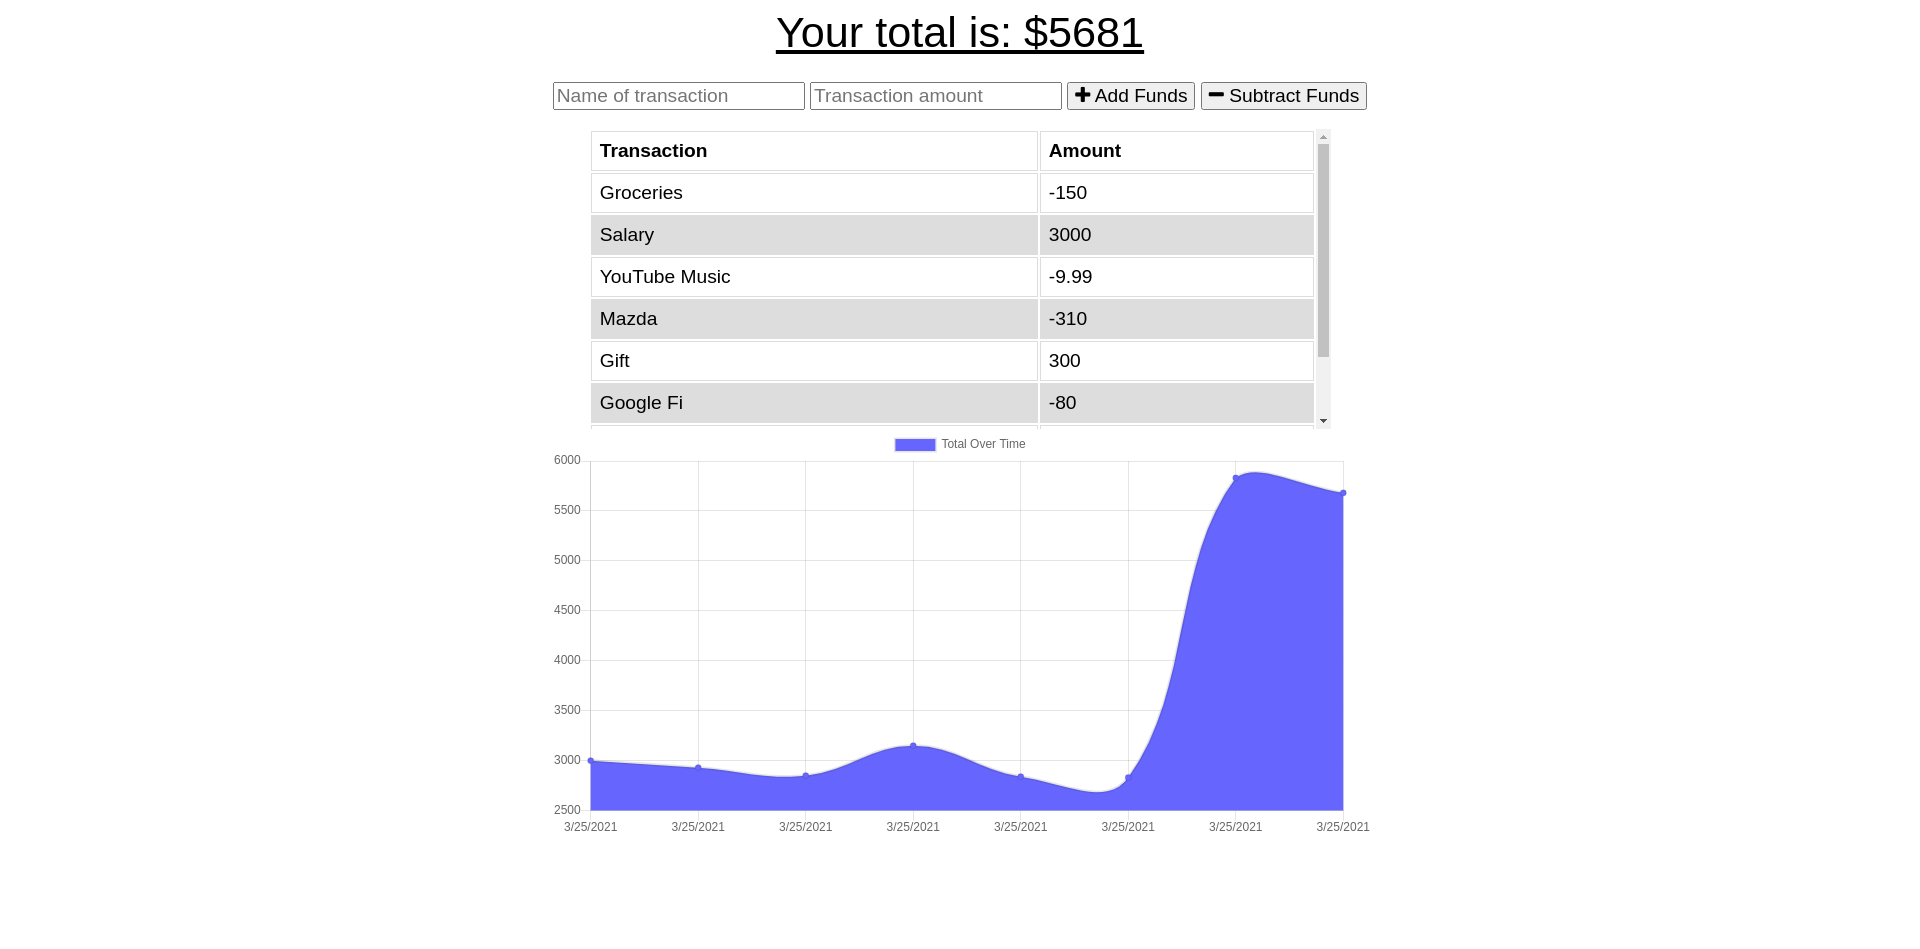 Your total is: $5681
Name of transaction Transaction amount Add Funds Subtract Funds
Transaction Amount
Groceries -150
Salary 3000
YouTube Music -9.99
Mazda -310
Gift 300
Google Fi -80
Total Over Time
6000
5500
5000
4500
4000
3500
3000
2500
3/25/2021 3/25/2021 3/25/2021 3/25/2021 3/25/2021 3/25/2021 3/25/2021 3/25/2021